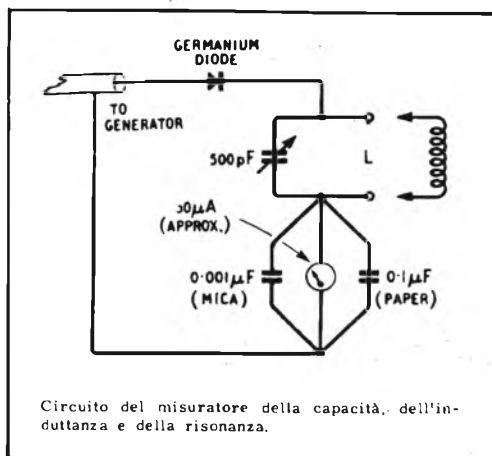 GERMANIUM
DIODE
TO
GENERATOR
500pF
L
30μA
(APPROX.)
0·001μF
(MICA)
0·1μF
(PAPER)
Circuito del misuratore della capacità, dell'in-
duttanza e della risonanza.